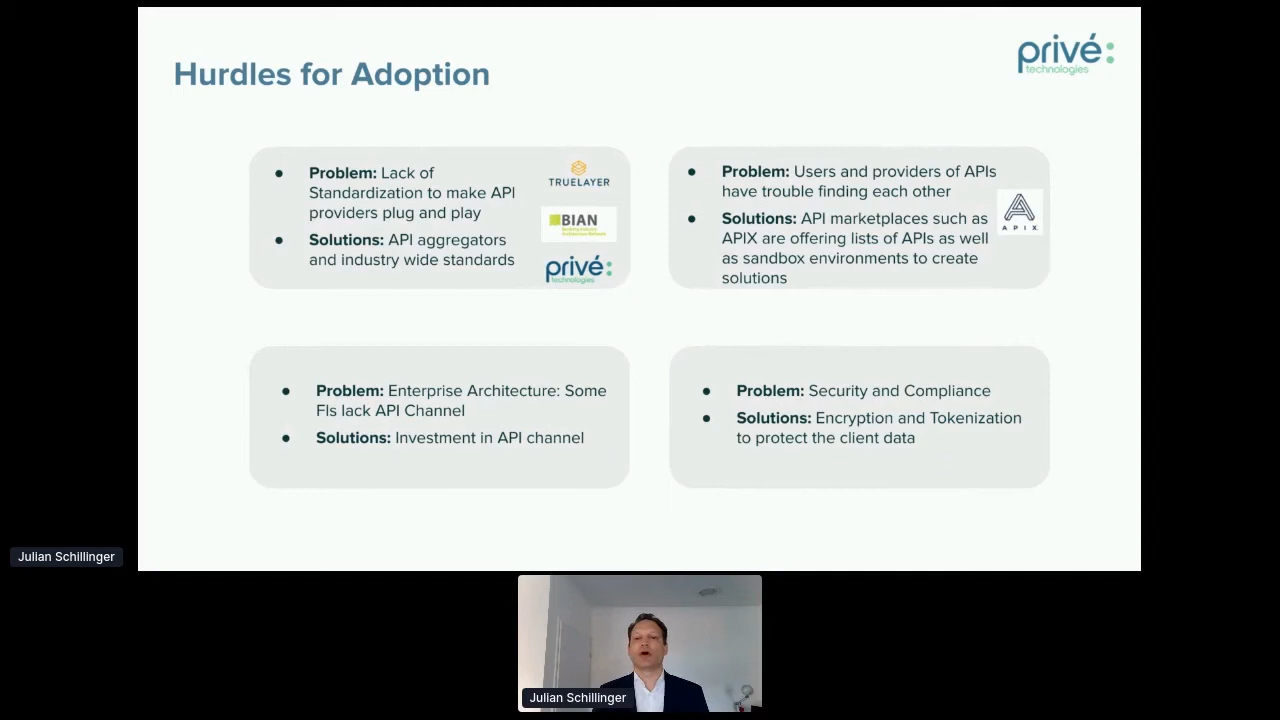 Hurdles for Adoption
privé:
technologies
● Problem: Lack of
Standardization to make API
providers plug and play
● Solutions: API aggregators
and industry wide standards
TRUELAYER
BIAN
privé:
technologies
● Problem: Users and providers of APIs
have trouble finding each other
● Solutions: API marketplaces such as
APIX are offering lists of APIs as well
as sandbox environments to create
solutions
APIX
● Problem: Enterprise Architecture: Some
FIs lack API Channel
● Solutions: Investment in API channel
● Problem: Security and Compliance
● Solutions: Encryption and Tokenization
to protect the client data
Julian Schillinger
Julian Schillinger